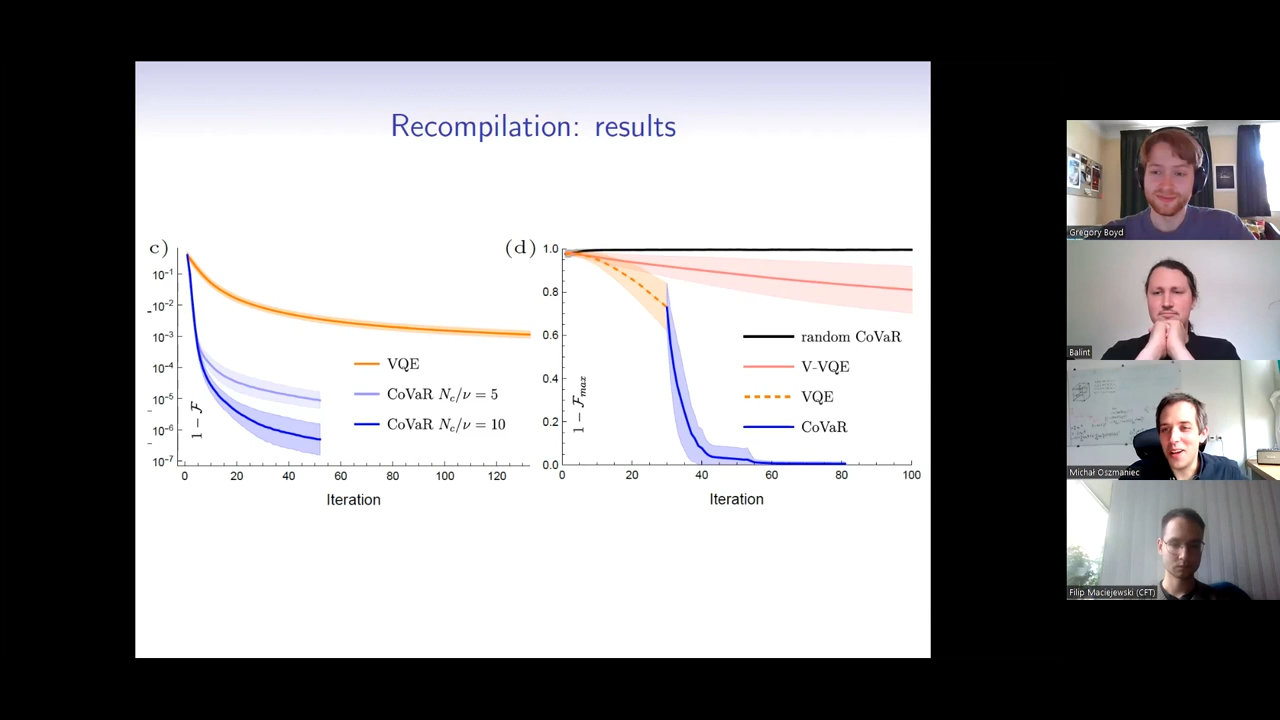 Recompilation: results
c)
10^-1
10^-2
10^-3
10^-4
10^-5
10^-6
10^-7
1 - F
VQE
CoVaR N_c/ν = 5
CoVaR N_c/ν = 10
0 20 40 60 80 100 120
Iteration
(d)
1.0
0.8
0.6
0.4
0.2
0.0
1 - F_max
random CoVaR
V-VQE
VQE
CoVaR
0 20 40 60 80 100
Iteration
Gregory Boyd
Balint
Michał Oszmaniec
Filip Maciejewski (CFT)